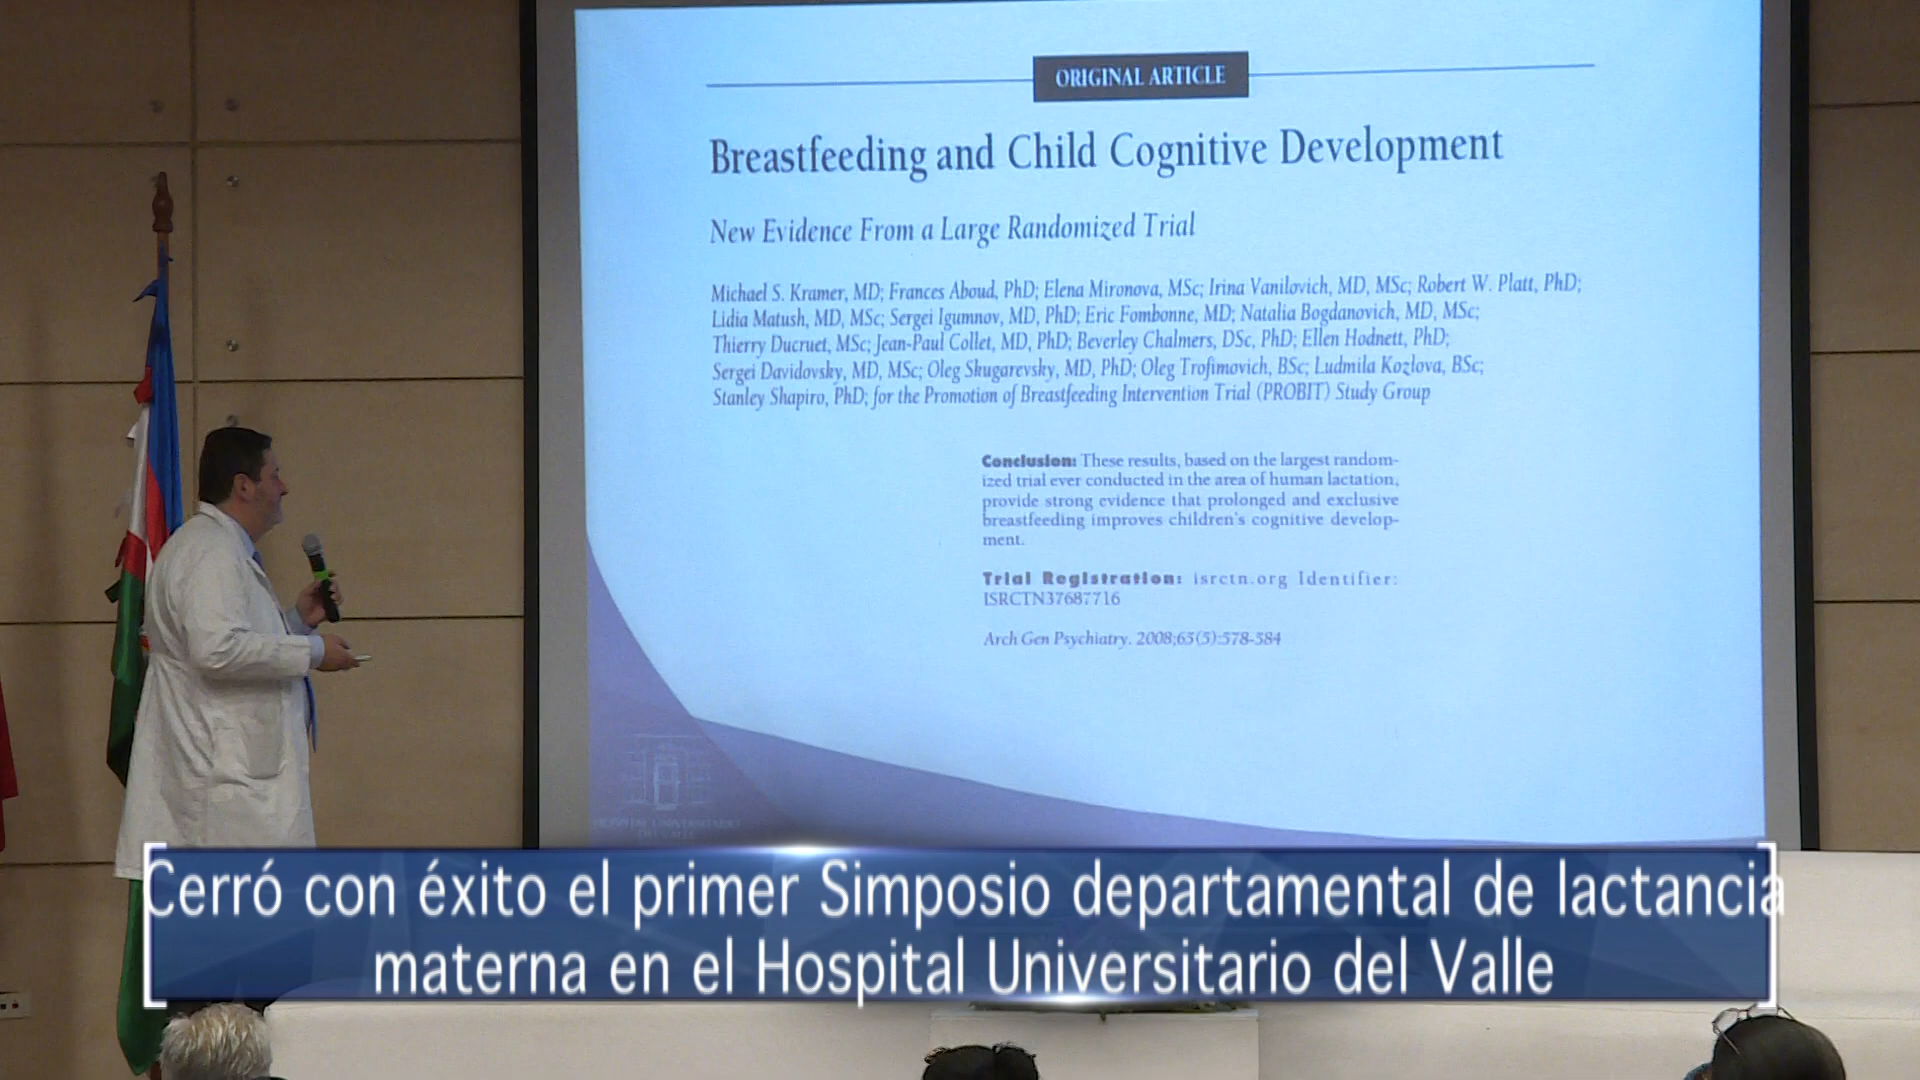 ORIGINAL ARTICLE
Breastfeeding and Child Cognitive Development
New Evidence From a Large Randomized Trial
Michael S. Kramer, MD; Frances Aboud, PhD; Elena Mironova, MSc; Irina Vanilovich, MD, MSc; Robert W. Platt, PhD;
Lidia Matush, MD, MSc; Sergei Igumnov, MD, PhD; Eric Fombonne, MD; Natalia Bogdanovich, MD, MSc;
Thierry Ducruet, MSc; Jean-Paul Collet, MD, PhD; Beverley Chalmers, DSc, PhD; Ellen Hodnett, PhD;
Sergei Davidovsky, MD, MSc; Oleg Skugarevsky, MD, PhD; Oleg Trofimovich, BSc; Ludmila Kozlova, BSc;
Stanley Shapiro, PhD; for the Promotion of Breastfeeding Intervention Trial (PROBIT) Study Group
Conclusion: These results, based on the largest random-
ized trial ever conducted in the area of human lactation,
provide strong evidence that prolonged and exclusive
breastfeeding improves children's cognitive develop-
ment.
Trial Registration: isrctn.org Identifier:
ISRCTN37687716
Arch Gen Psychiatry. 2008;65(5):578-584
HOSPITAL UNIVERSITARIO
DEL VALLE
Cerró con éxito el primer Simposio departamental de lactancia
materna en el Hospital Universitario del Valle